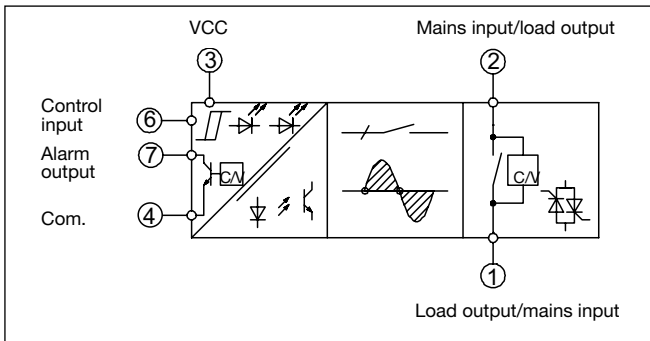 VCC
Mains input/load output
3
2
Control
input
6
Alarm
output
7
C/V
C/V
Com.
4
1
Load output/mains input